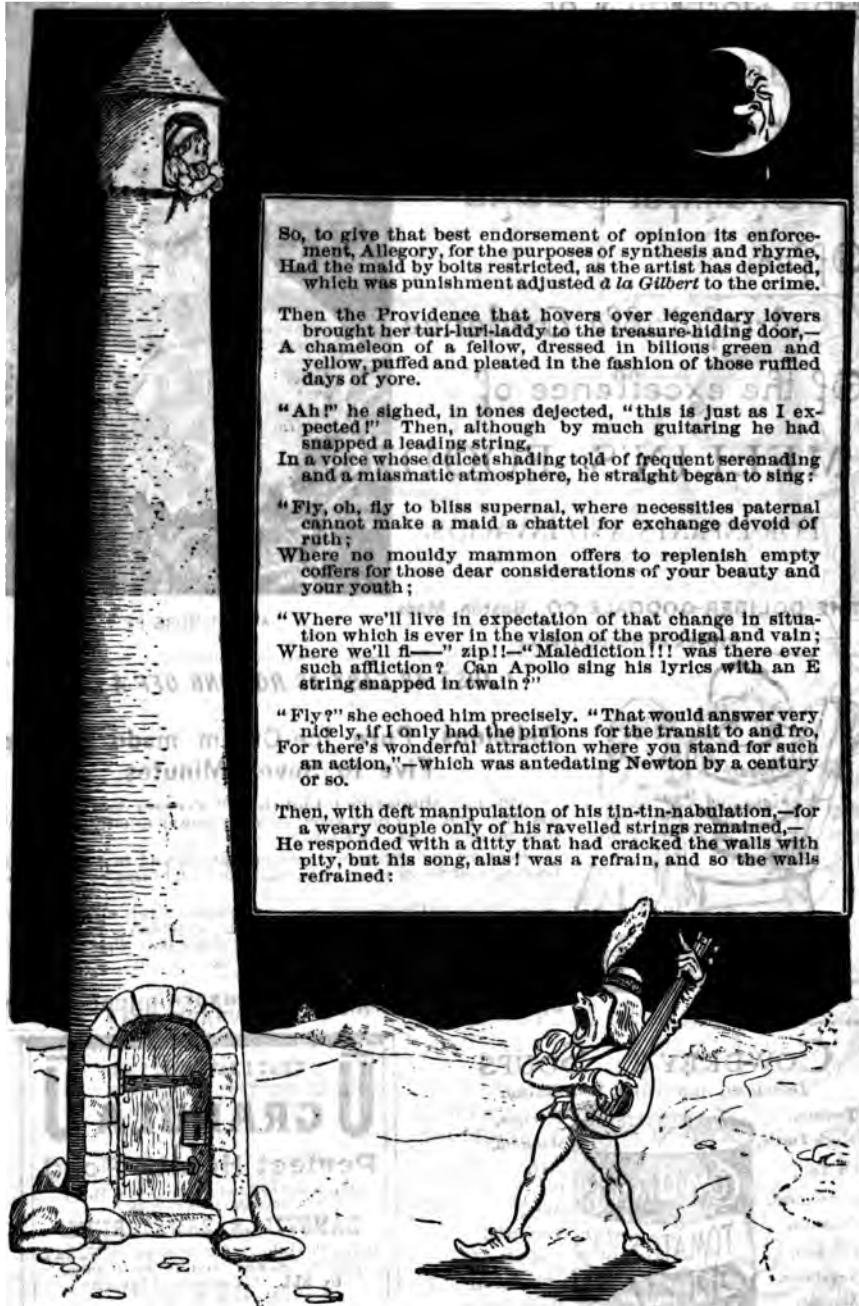 So, to give that best endorsement of opinion its enforce-
ment, Allegory, for the purposes of synthesis and rhyme,
Had the maid by bolts restricted, as the artist has depicted,
which was punishment adjusted à la Gilbert to the crime.
Then the Providence that hovers over legendary lovers
brought her turi-luri-laddy to the treasure-hiding door,—
A chameleon of a fellow, dressed in bilious green and
yellow, puffed and pleated in the fashion of those ruffled
days of yore.
"Ah!" he sighed, in tones dejected, "this is just as I ex-
pected!" Then, although by much guitaring he had
snapped a leading string,
In a voice whose dulcet shading told of frequent serenading
and a miasmatic atmosphere, he straight began to sing:
"Fly, oh, fly to bliss supernal, where necessities paternal
cannot make a maid a chattel for exchange devoid of
ruth;
Where no mouldy mammon offers to replenish empty
coffers for those dear considerations of your beauty and
your youth;
"Where we'll live in expectation of that change in situa-
tion which is ever in the vision of the prodigal and vain;
Where we'll fl——" zip!!—"Malediction!!! was there ever
such affliction? Can Apollo sing his lyrics with an E
string snapped in twain?"
"Fly?" she echoed him precisely. "That would answer very
nicely, if I only had the pinions for the transit to and fro,
For there's wonderful attraction where you stand for such
an action,"—which was antedating Newton by a century
or so.
Then, with deft manipulation of his tin-tin-nabulation,—for
a weary couple only of his ravelled strings remained,—
He responded with a ditty that had cracked the walls with
pity, but his song, alas! was a refrain, and so the walls
refrained: